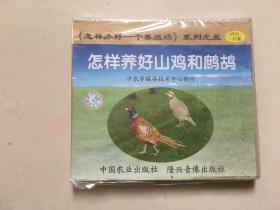 《怎样办好一个养殖场》系列光盘
VCD
怎样养好山鸡和鹧鸪
中农多媒体技术中心制作
中国农业出版社 隆兴音像出版社